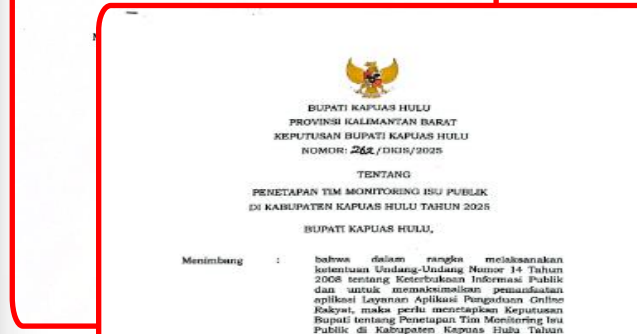 BUPATI KAPUAS HULU
PROVINSI KALIMANTAN BARAT
KEPUTUSAN BUPATI KAPUAS HULU
NOMOR: 262/DKIS/2025
TENTANG
PENETAPAN TIM MONITORING ISU PUBLIK
DI KABUPATEN KAPUAS HULU TAHUN 2025
BUPATI KAPUAS HULU,
Menimbang : bahwa dalam rangka melaksanakan
ketentuan Undang-Undang Nomor 14 Tahun
2008 tentang Keterbukaan Informasi Publik
dan untuk memaksimalkan pemanfaatan
aplikasi Layanan Aplikasi Pengaduan Online
Rakyat, maka perlu menetapkan Keputusan
Bupati tentang Penetapan Tim Monitoring Isu
Publik di Kabupaten Kapuas Hulu Tahun